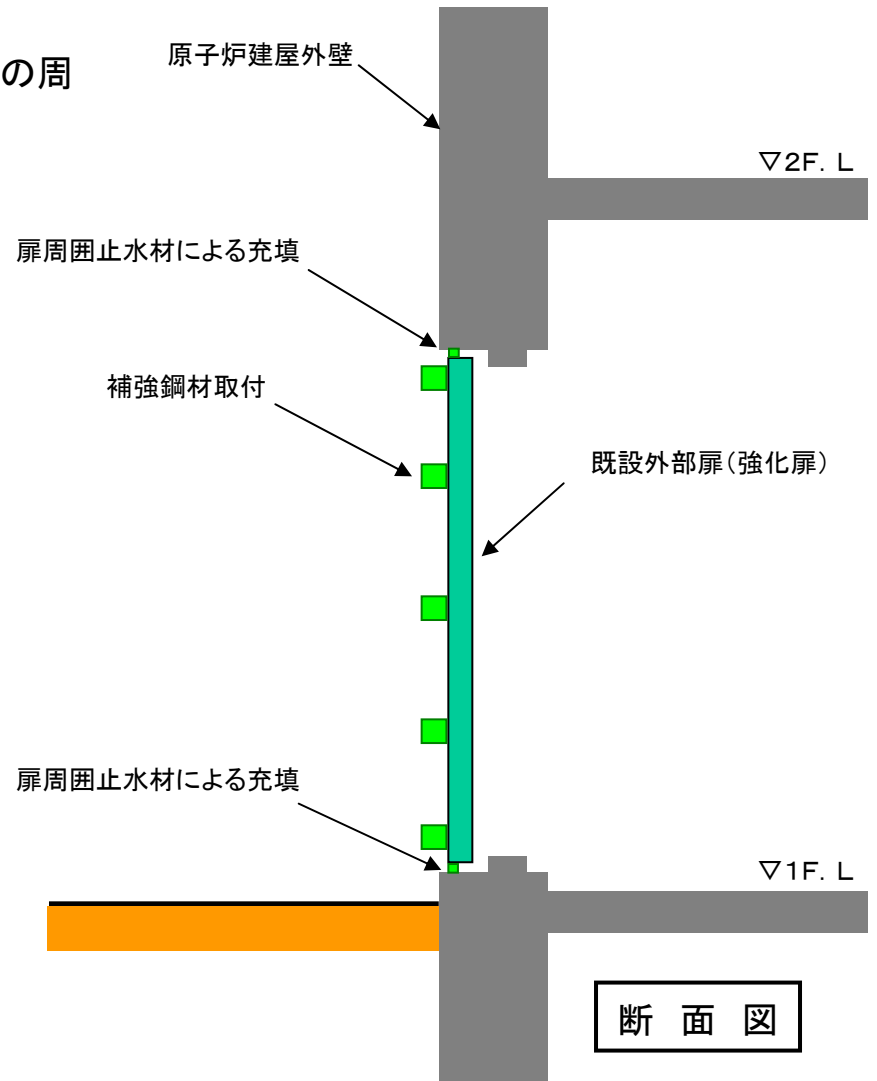 の周
原子炉建屋外壁
▽2F. L
扉周囲止水材による充填
補強鋼材取付
既設外部扉(強化扉)
扉周囲止水材による充填
▽1F. L
断 面 図